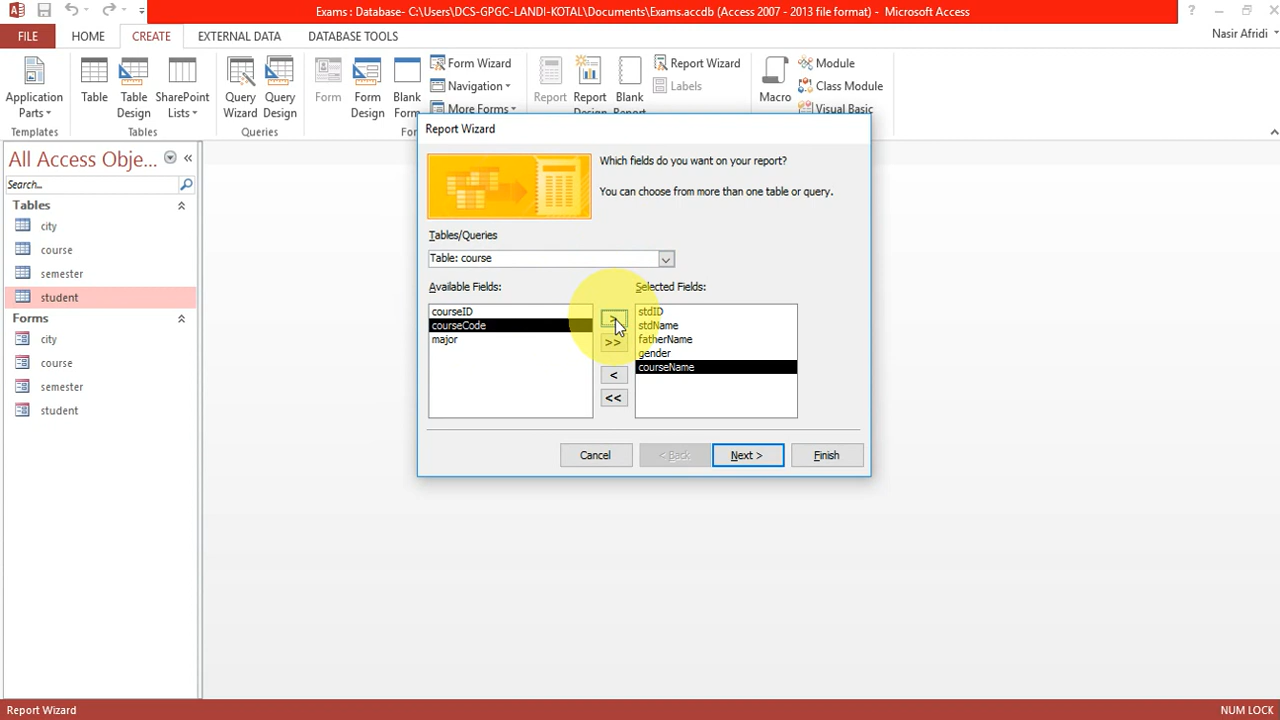 Exams : Database- C:\Users\DCS-GPGC-LANDI-KOTAL\Documents\Exams.accdb (Access 2007 - 2013 file format) - Microsoft Access
?
FILE HOME CREATE EXTERNAL DATA DATABASE TOOLS
Nasir Afridi
Application Parts
Table
Table Design
SharePoint Lists
Query Wizard
Query Design
Form
Form Design
Blank Form
Form Wizard
Navigation
More Forms
Report
Report Design
Blank Report
Report Wizard
Labels
Macro
Module
Class Module
Visual Basic
Templates
Tables
Queries
All Access Obje...
Search...
Tables
city
course
semester
student
Forms
city
course
semester
student
Report Wizard
Which fields do you want on your report?
You can choose from more than one table or query.
Tables/Queries
Table: course
Available Fields:
courseID
courseCode
major
>
>>
<
<<
Selected Fields:
stdID
stdName
fatherName
gender
courseName
Cancel
< Back
Next >
Finish
Report Wizard
NUM LOCK